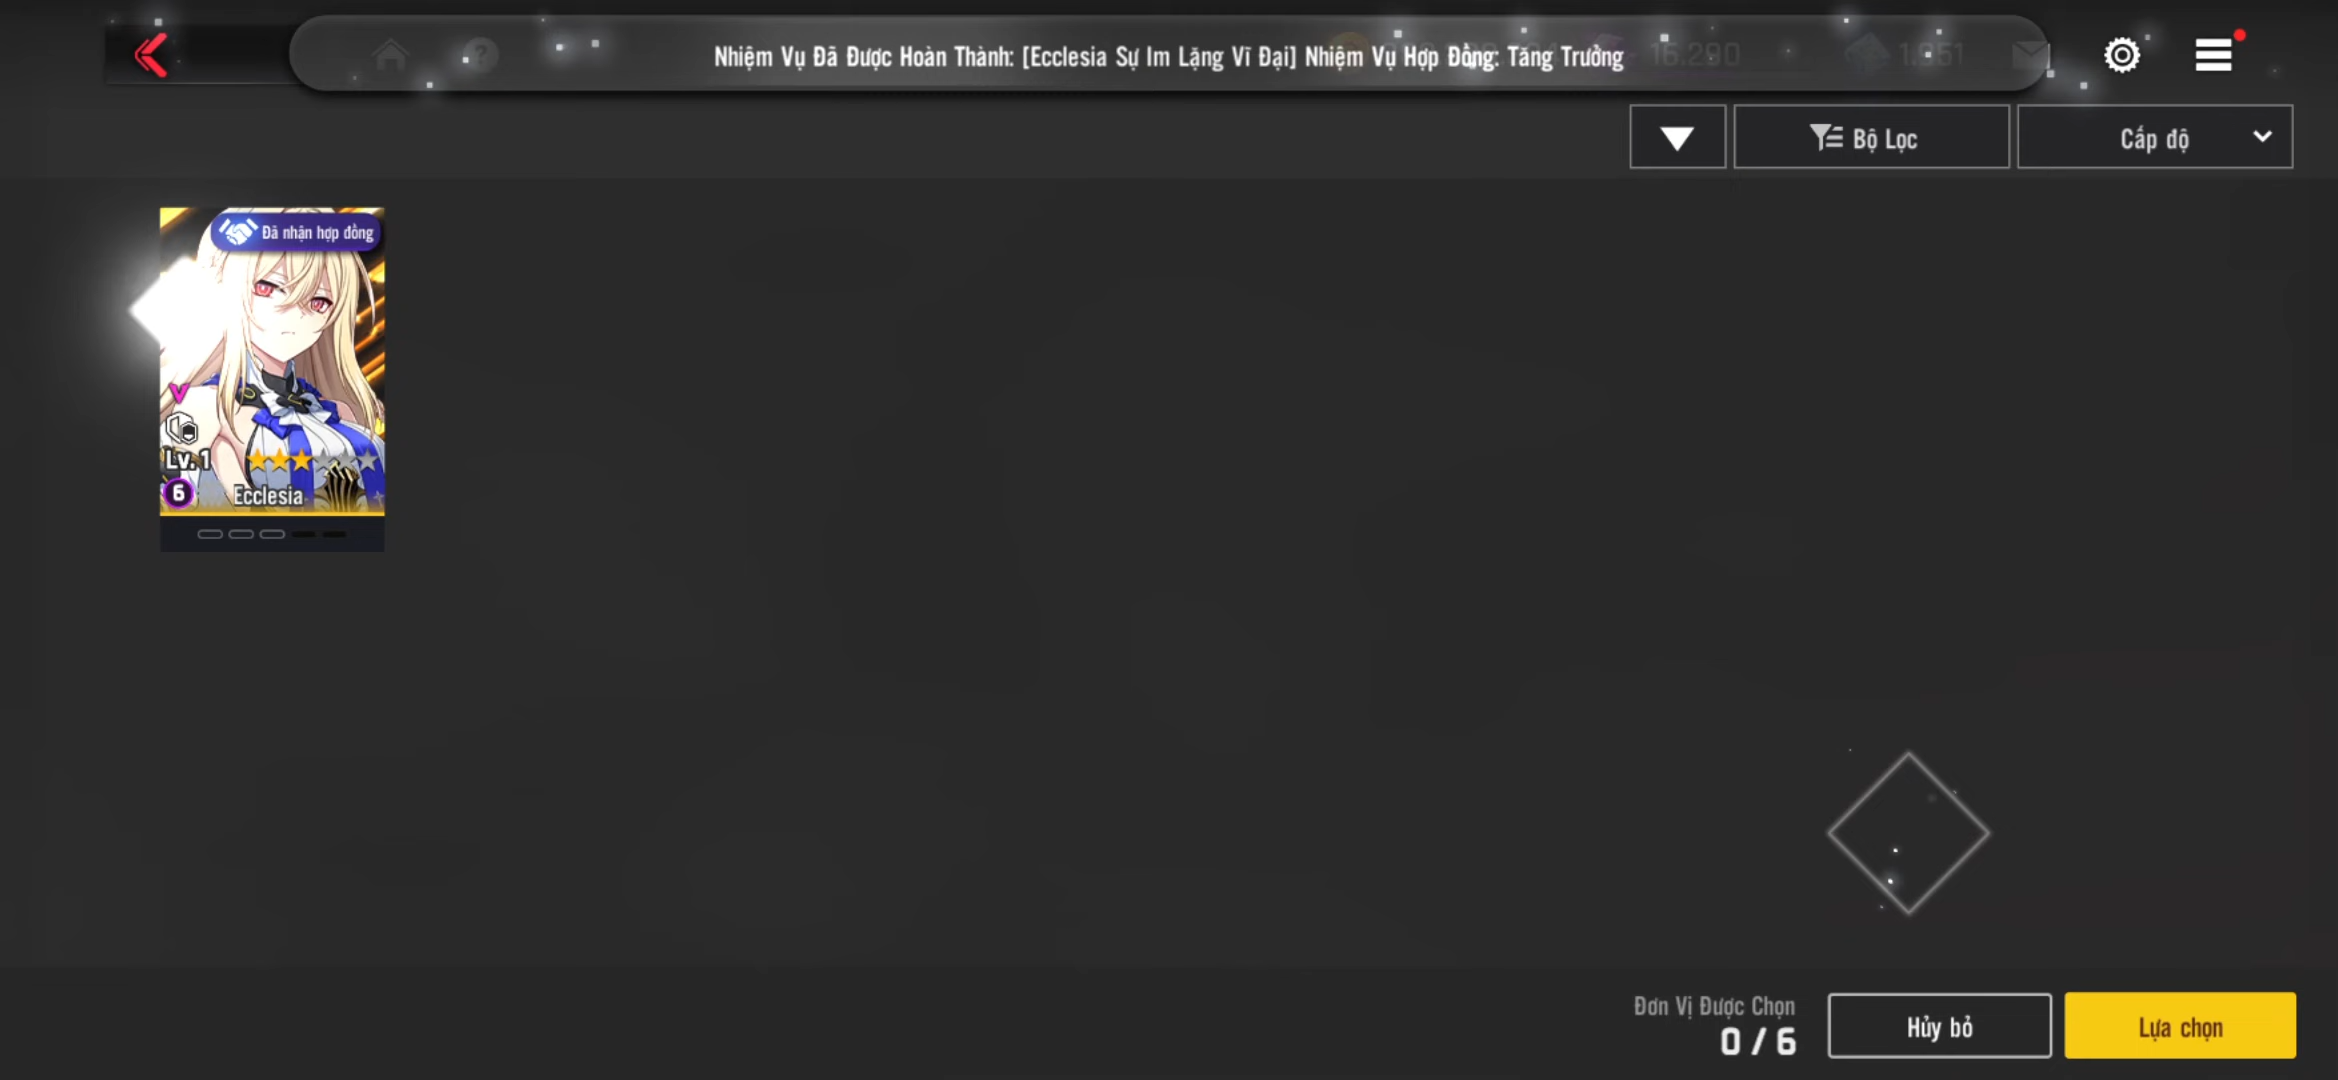 Nhiệm Vụ Đã Được Hoàn Thành: [Ecclesia Sự Im Lặng Vĩ Đại] Nhiệm Vụ Hợp Đồng: Tăng Trưởng
Bộ Lọc
Cấp độ
Đã nhận hợp đồng
Lv. 1
6
Ecclesia
Đơn Vị Được Chọn
0 / 6
Hủy bỏ
Lựa chọn